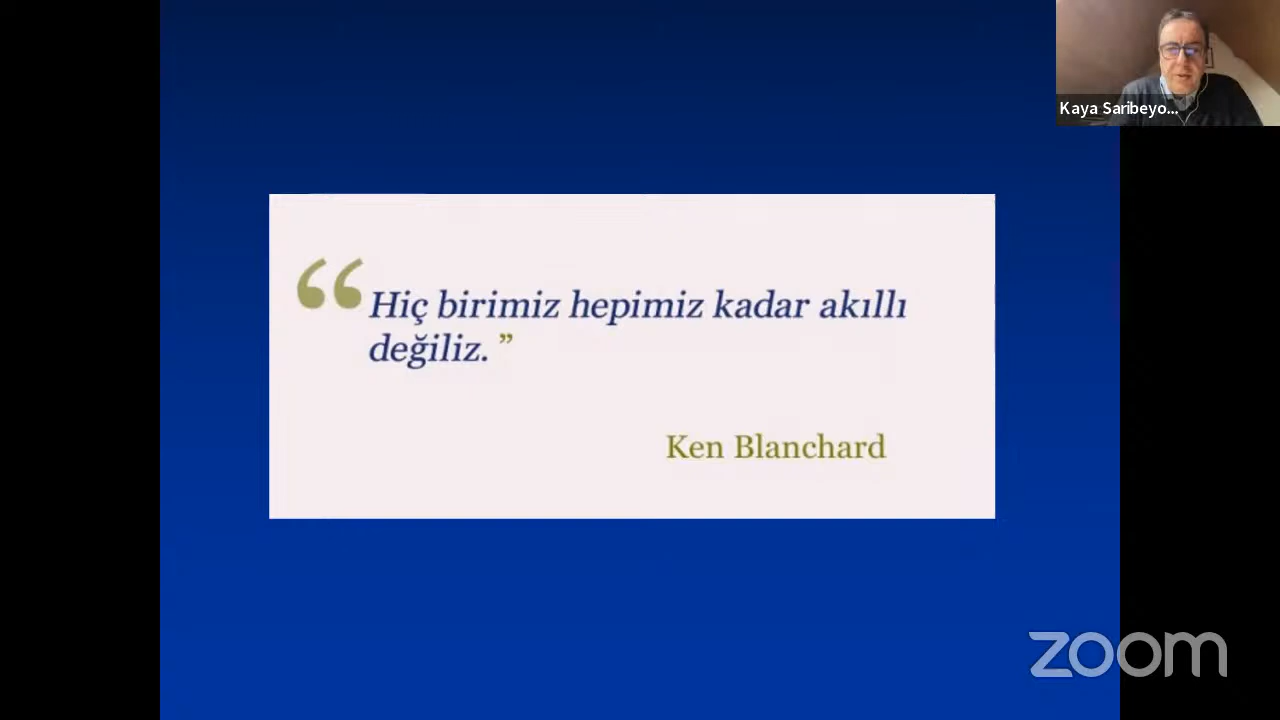 Kaya Saribeyo...
“Hiç birimiz hepimiz kadar akıllı
değiliz. ”
Ken Blanchard
zoom